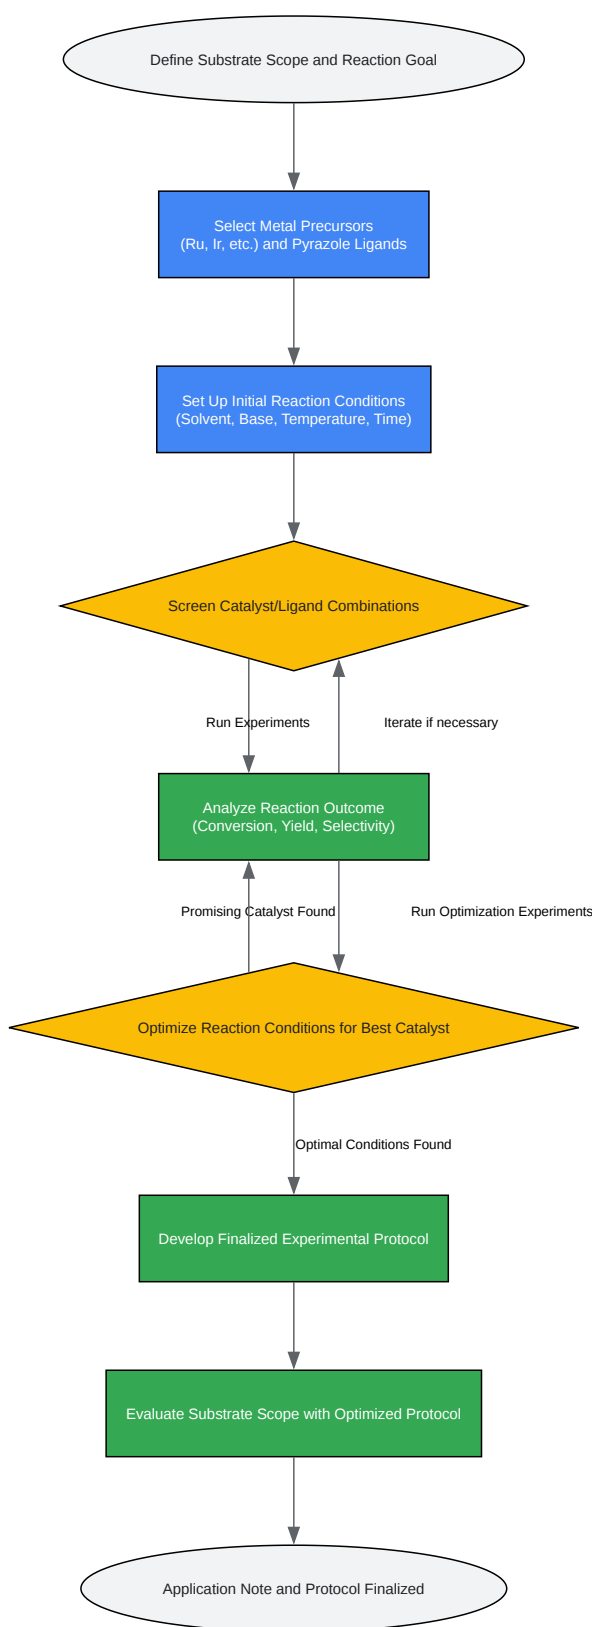 Define Substrate Scope and Reaction Goal
Select Metal Precursors
(Ru, Ir, etc.) and Pyrazole Ligands
Set Up Initial Reaction Conditions
(Solvent, Base, Temperature, Time)
Screen Catalyst/Ligand Combinations
Run Experiments
Iterate if necessary
Analyze Reaction Outcome
(Conversion, Yield, Selectivity)
Promising Catalyst Found
Run Optimization Experiments
Optimize Reaction Conditions for Best Catalyst
Optimal Conditions Found
Develop Finalized Experimental Protocol
Evaluate Substrate Scope with Optimized Protocol
Application Note and Protocol Finalized